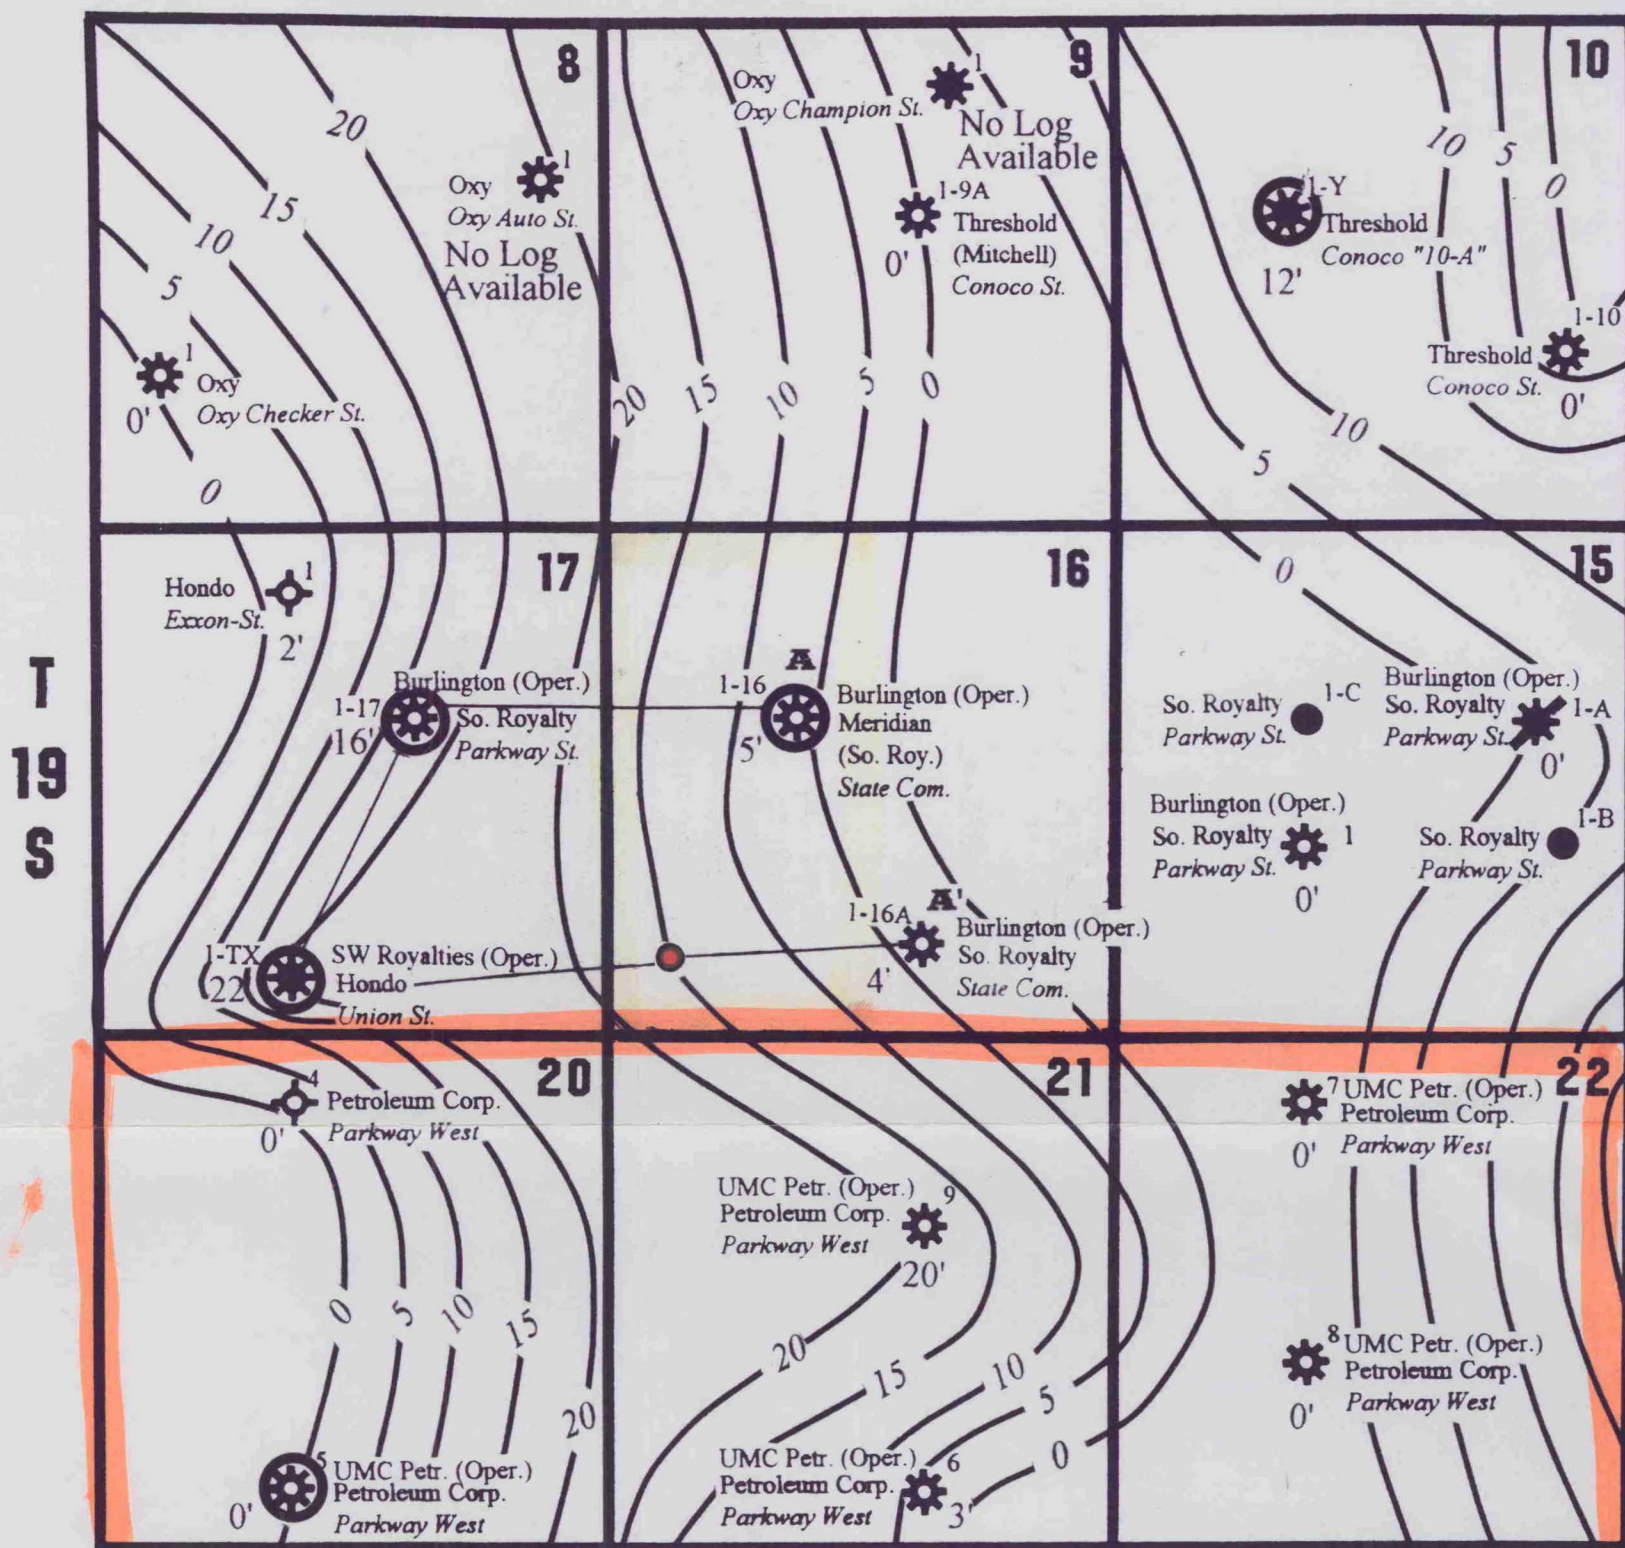 8
9
10
20
15
10
5
0
1
Oxy
Oxy Auto St.
No Log
Available
1
Oxy
Oxy Checker St.
0'
Oxy
Oxy Champion St.
1
No Log
Available
1-9A
Threshold
(Mitchell)
Conoco St.
0'
20
15
10
5
0
10
5
0
1-Y
Threshold
Conoco "10-A"
12'
1-10
Threshold
Conoco St.
0'
10
5
0
T
19
S
17
16
15
Hondo
Exxon-St.
1
2'
Burlington (Oper.)
1-17
So. Royalty
16'
Parkway St.
A
1-16
Burlington (Oper.)
Meridian
5'
(So. Roy.)
State Com.
So. Royalty
1-C
Parkway St.
Burlington (Oper.)
So. Royalty
1-A
Parkway St.
0'
Burlington (Oper.)
So. Royalty
1
Parkway St.
0'
1-B
So. Royalty
Parkway St.
1-TX
SW Royalties (Oper.)
22
Hondo
Union St.
A'
1-16A
Burlington (Oper.)
So. Royalty
4'
State Com.
20
21
22
4
Petroleum Corp.
0'
Parkway West
UMC Petr. (Oper.)
9
Petroleum Corp.
Parkway West
20'
7
UMC Petr. (Oper.)
Petroleum Corp.
0'
Parkway West
0
5
10
15
20
20
15
10
5
0
8
UMC Petr. (Oper.)
Petroleum Corp.
0'
Parkway West
5
UMC Petr. (Oper.)
Petroleum Corp.
0'
Parkway West
UMC Petr. (Oper.)
6
Petroleum Corp.
Parkway West
3'